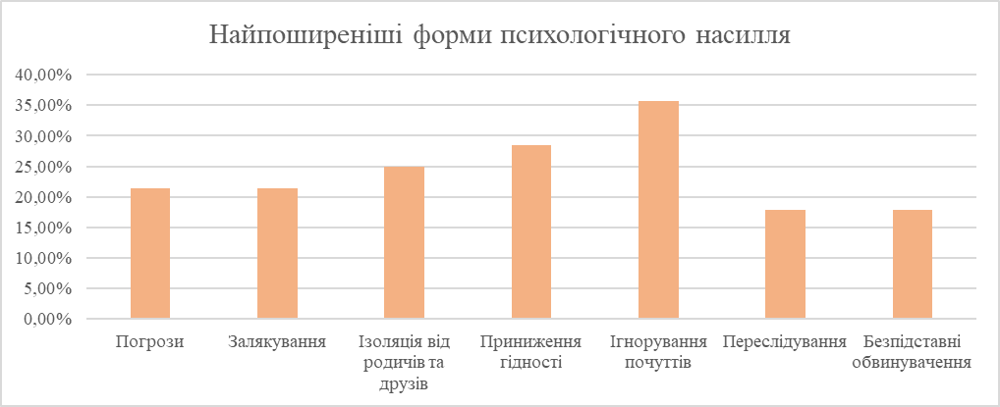 Найпоширеніші форми психологічного насилля
40,00%
35,00%
30,00%
25,00%
20,00%
15,00%
10,00%
5,00%
0,00%
Погрози
Залякування
Ізоляція від
родичів та
друзів
Приниження
гідності
Ігнорування
почуттів
Переслідування
Безпідставні
обвинувачення